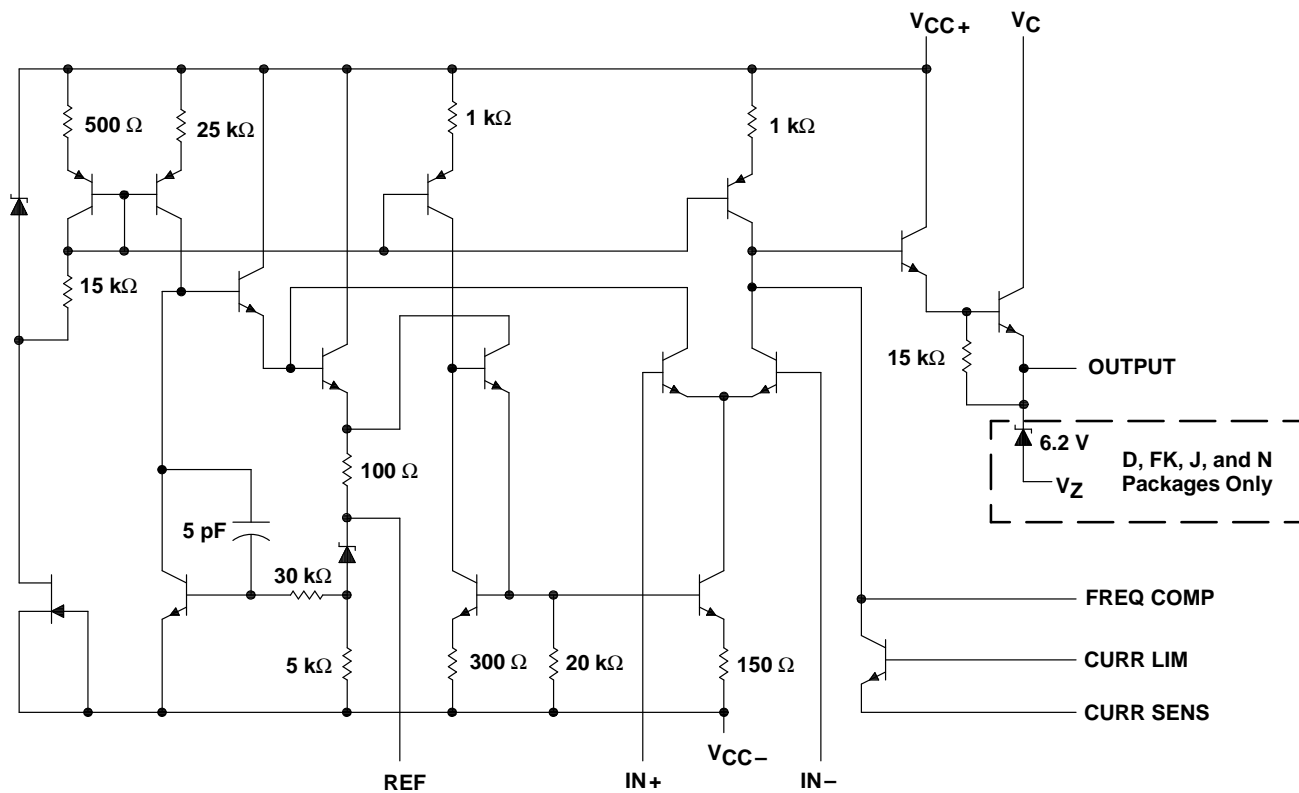 VCC+
VC
500 Ω
25 kΩ
1 kΩ
1 kΩ
15 kΩ
15 kΩ
OUTPUT
6.2 V
D, FK, J, and N
Packages Only
VZ
100 Ω
5 pF
30 kΩ
FREQ COMP
5 kΩ
300 Ω
20 kΩ
150 Ω
CURR LIM
CURR SENS
VCC−
REF
IN+
IN−